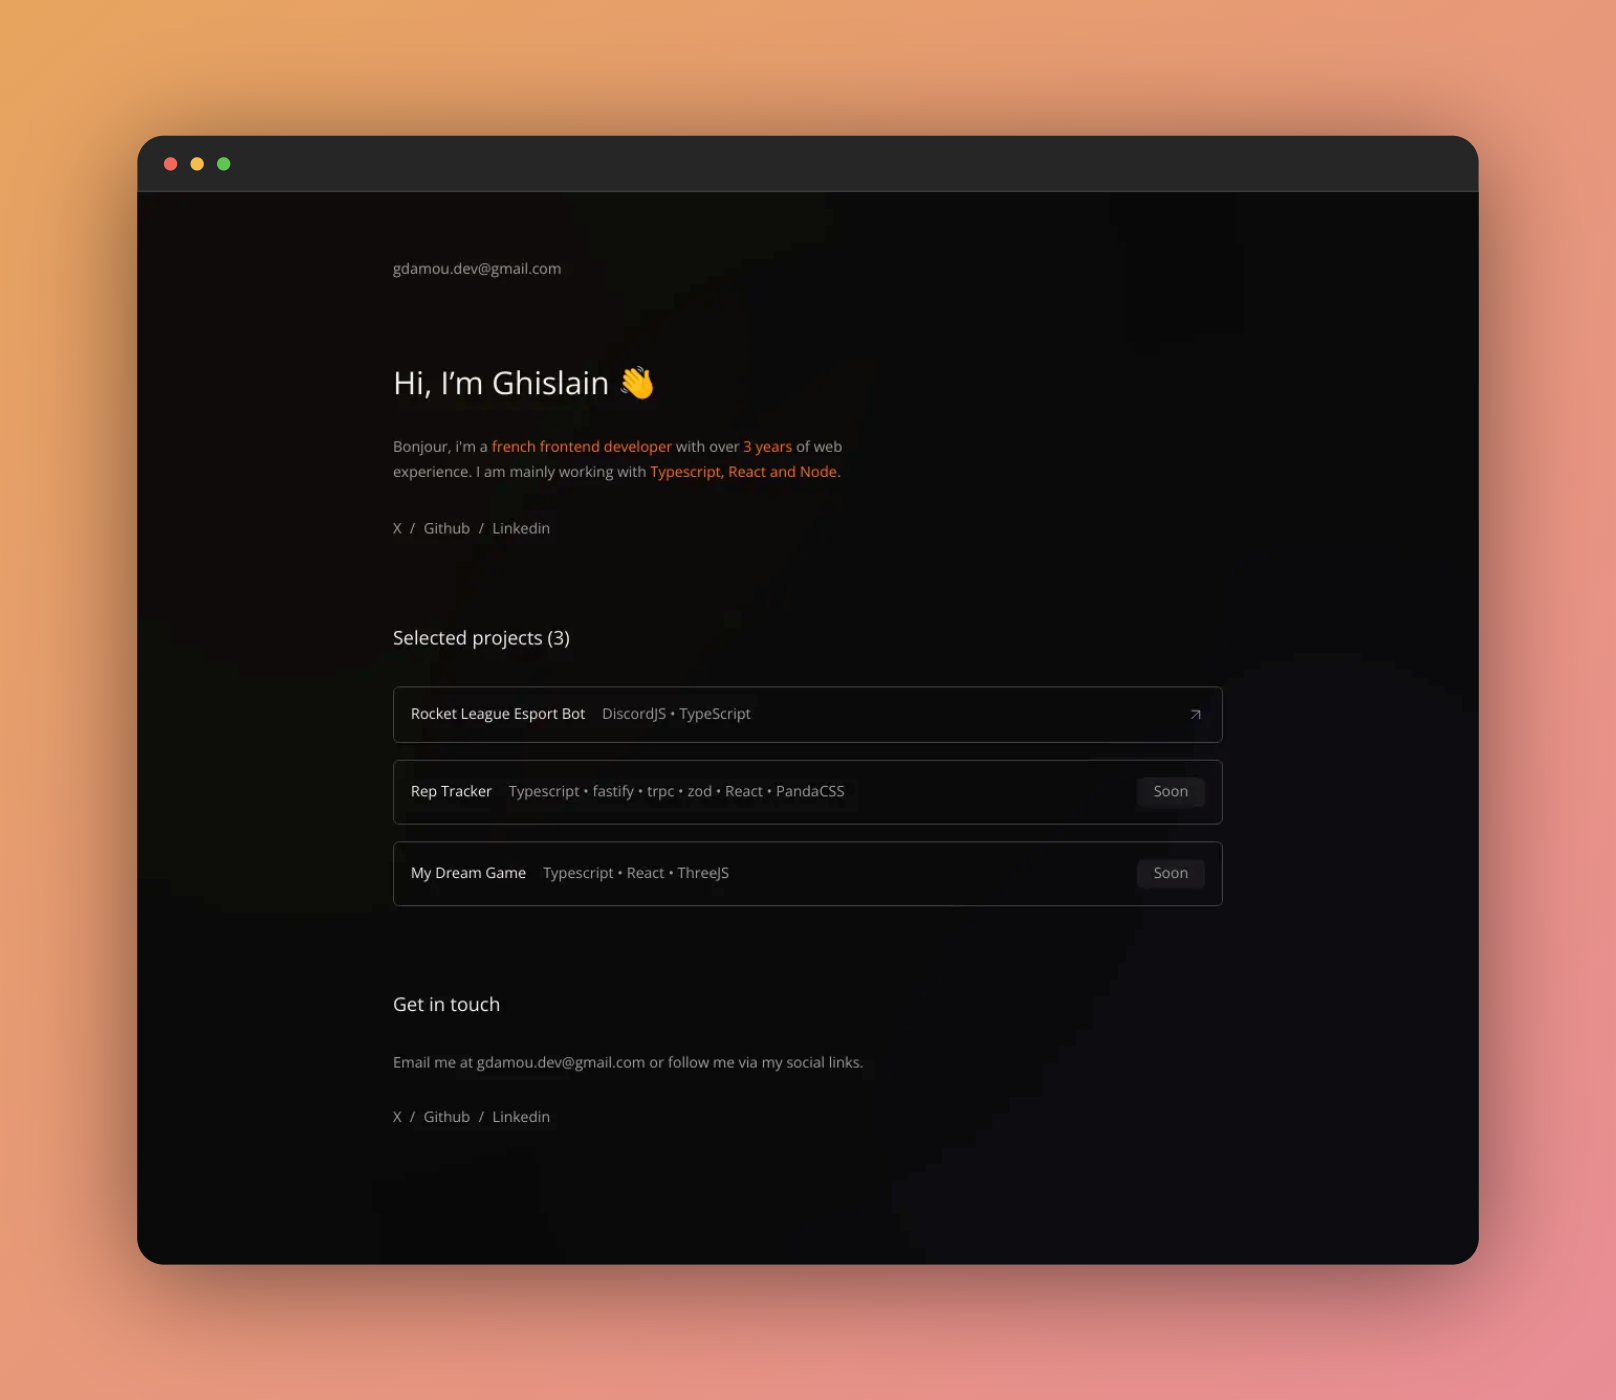 gdamou.dev@gmail.com
Hi, I’m Ghislain 👋
Bonjour, i'm a french frontend developer with over 3 years of web
experience. I am mainly working with Typescript, React and Node.
X / Github / Linkedin
Selected projects (3)
Rocket League Esport Bot DiscordJS • TypeScript
Rep Tracker Typescript • fastify • trpc • zod • React • PandaCSS Soon
My Dream Game Typescript • React • ThreeJS Soon
Get in touch
Email me at gdamou.dev@gmail.com or follow me via my social links.
X / Github / Linkedin